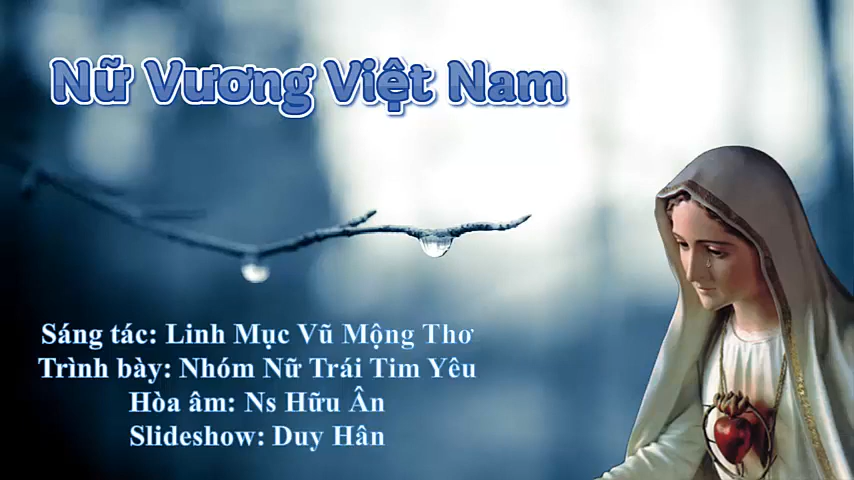 Nữ Vương Việt Nam
Sáng tác: Linh Mục Vũ Mộng Thơ
Trình bày: Nhóm Nữ Trái Tim Yêu
Hòa âm: Ns Hữu Ân
Slideshow: Duy Hân